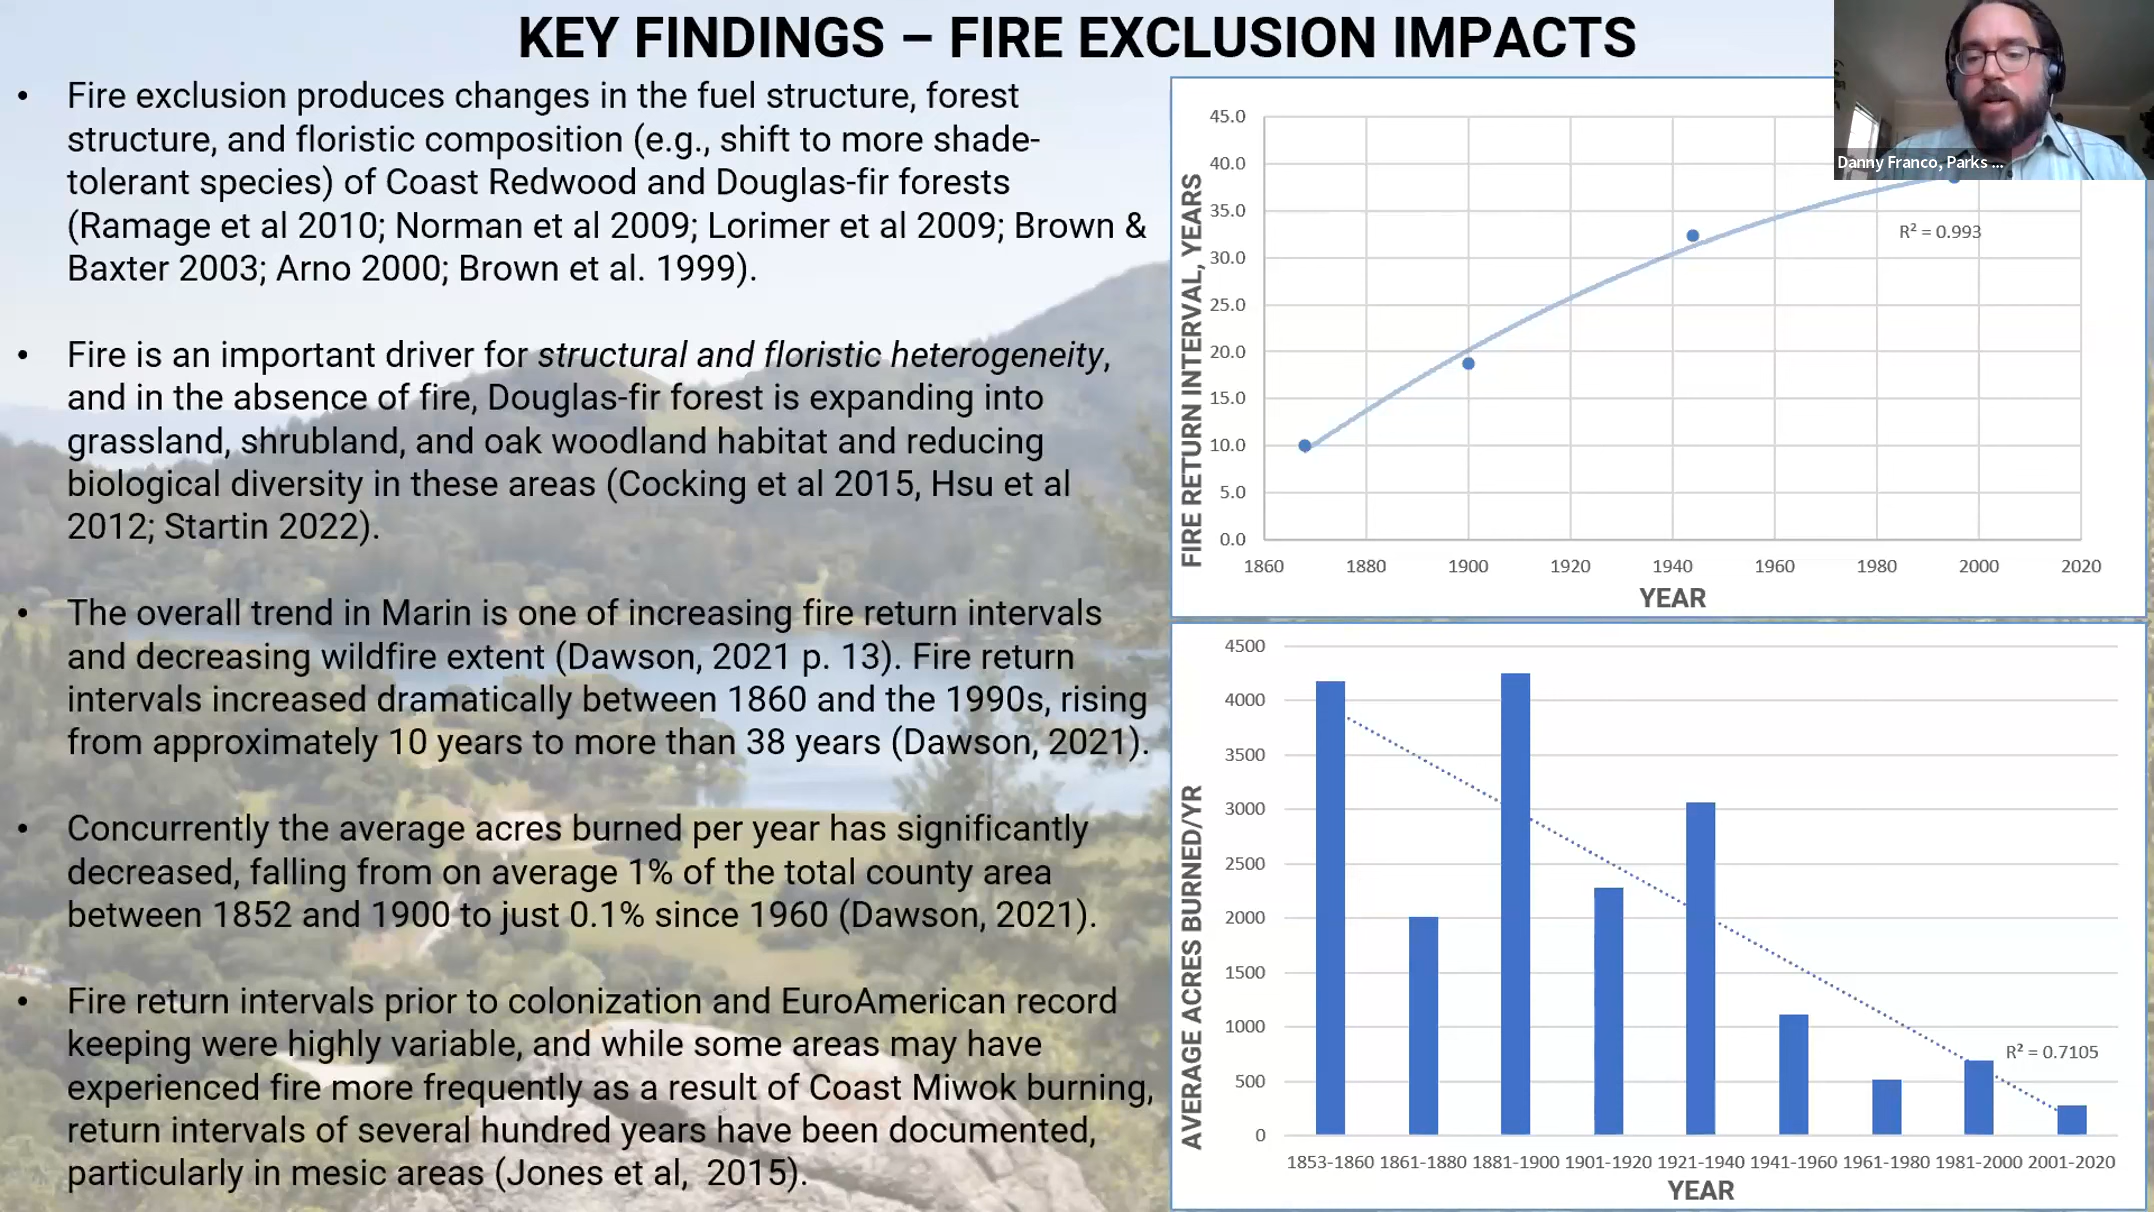 KEY FINDINGS – FIRE EXCLUSION IMPACTS
• Fire exclusion produces changes in the fuel structure, forest
structure, and floristic composition (e.g., shift to more shade-
tolerant species) of Coast Redwood and Douglas-fir forests
(Ramage et al 2010; Norman et al 2009; Lorimer et al 2009; Brown &
Baxter 2003; Arno 2000; Brown et al. 1999).
• Fire is an important driver for structural and floristic heterogeneity,
and in the absence of fire, Douglas-fir forest is expanding into
grassland, shrubland, and oak woodland habitat and reducing
biological diversity in these areas (Cocking et al 2015, Hsu et al
2012; Startin 2022).
• The overall trend in Marin is one of increasing fire return intervals
and decreasing wildfire extent (Dawson, 2021 p. 13). Fire return
intervals increased dramatically between 1860 and the 1990s, rising
from approximately 10 years to more than 38 years (Dawson, 2021).
• Concurrently the average acres burned per year has significantly
decreased, falling from on average 1% of the total county area
between 1852 and 1900 to just 0.1% since 1960 (Dawson, 2021).
• Fire return intervals prior to colonization and EuroAmerican record
keeping were highly variable, and while some areas may have
experienced fire more frequently as a result of Coast Miwok burning,
return intervals of several hundred years have been documented,
particularly in mesic areas (Jones et al,  2015).
Danny Franco, Parks ...
FIRE RETURN INTERVAL, YEARS
45.0
40.0
35.0
30.0
25.0
20.0
15.0
10.0
5.0
0.0
R² = 0.993
1860 1880 1900 1920 1940 1960 1980 2000 2020
YEAR
AVERAGE ACRES BURNED/YR
4500
4000
3500
3000
2500
2000
1500
1000
500
0
R² = 0.7105
1853-1860 1861-1880 1881-1900 1901-1920 1921-1940 1941-1960 1961-1980 1981-2000 2001-2020
YEAR